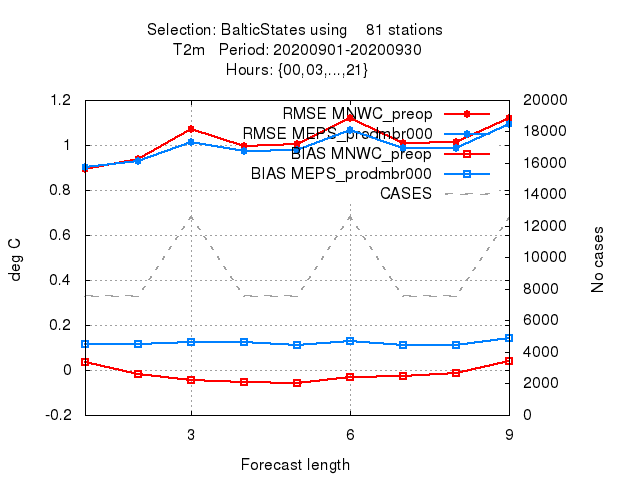 Selection: BalticStates using 81 stations
T2m Period: 20200901-20200930
Hours: {00,03,...,21}
1.2
1
0.8
0.6
0.4
0.2
0
-0.2
deg C
RMSE MNWC_preop
RMSE MEPS_prodmbr000
BIAS MNWC_preop
BIAS MEPS_prodmbr000
CASES
20000
18000
16000
14000
12000
10000
8000
6000
4000
2000
0
No cases
3
6
9
Forecast length